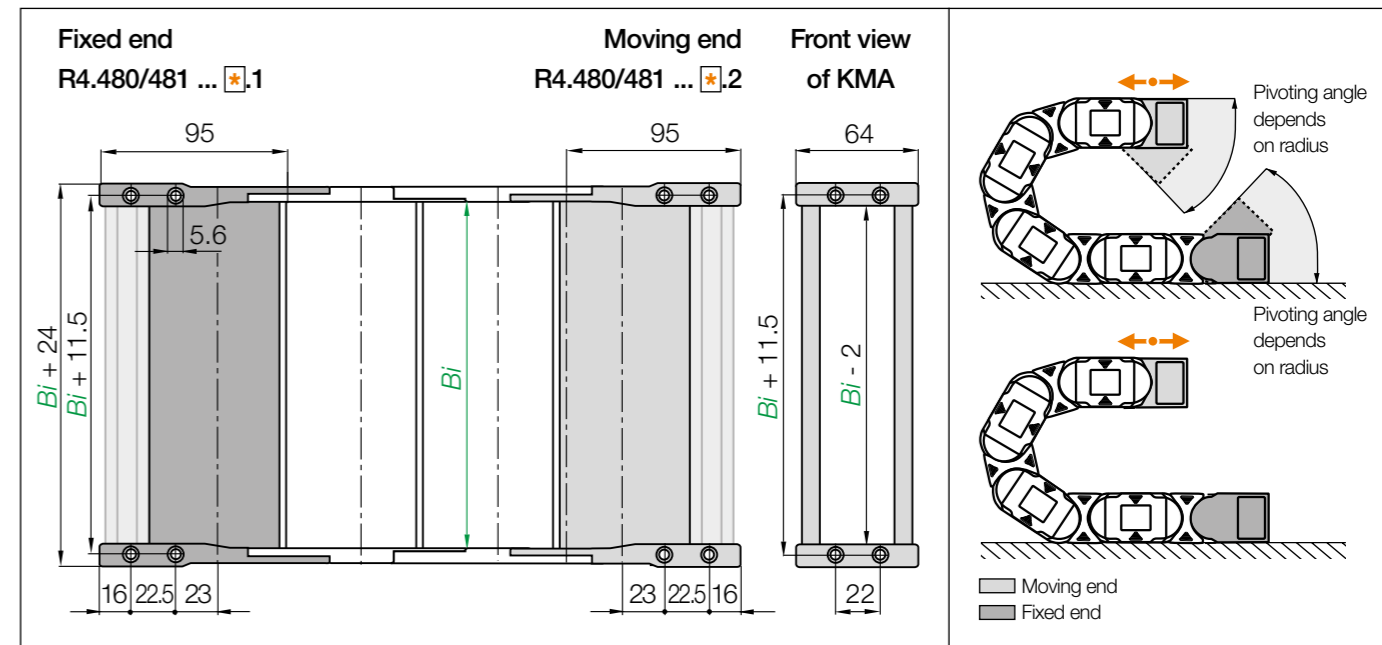 Fixed end
R4.480/481 ... *.1
Moving end
R4.480/481 ... *.2
Front view
of KMA
95
95
64
5.6
Bi + 24
Bi + 11.5
Bi
Bi + 11.5
Bi - 2
16
22.5
23
23
22.5
16
22
Pivoting angle
depends
on radius
Pivoting angle
depends
on radius
Moving end
Fixed end